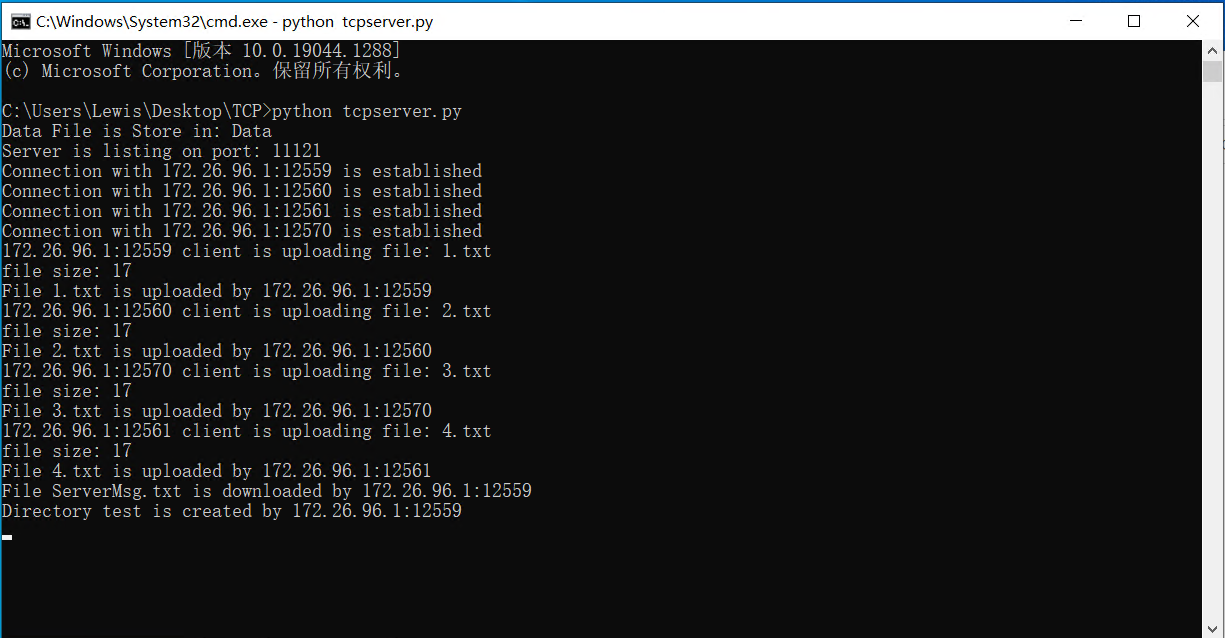 C:\Windows\System32\cmd.exe - python  tcpserver.py
Microsoft Windows [版本 10.0.19044.1288]
(c) Microsoft Corporation。保留所有权利。
C:\Users\Lewis\Desktop\TCP>python tcpserver.py
Data File is Store in: Data
Server is listing on port: 11121
Connection with 172.26.96.1:12559 is established
Connection with 172.26.96.1:12560 is established
Connection with 172.26.96.1:12561 is established
Connection with 172.26.96.1:12570 is established
172.26.96.1:12559 client is uploading file: 1.txt
file size: 17
File 1.txt is uploaded by 172.26.96.1:12559
172.26.96.1:12560 client is uploading file: 2.txt
file size: 17
File 2.txt is uploaded by 172.26.96.1:12560
172.26.96.1:12570 client is uploading file: 3.txt
file size: 17
File 3.txt is uploaded by 172.26.96.1:12570
172.26.96.1:12561 client is uploading file: 4.txt
file size: 17
File 4.txt is uploaded by 172.26.96.1:12561
File ServerMsg.txt is downloaded by 172.26.96.1:12559
Directory test is created by 172.26.96.1:12559